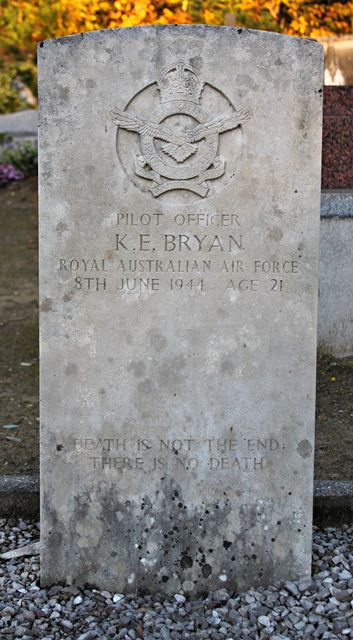 PILOT OFFICER
K.E. BRYAN
ROYAL AUSTRALIAN AIR FORCE
8TH JUNE 1944 AGE 21
DEATH IS NOT THE END
THERE IS NO DEATH